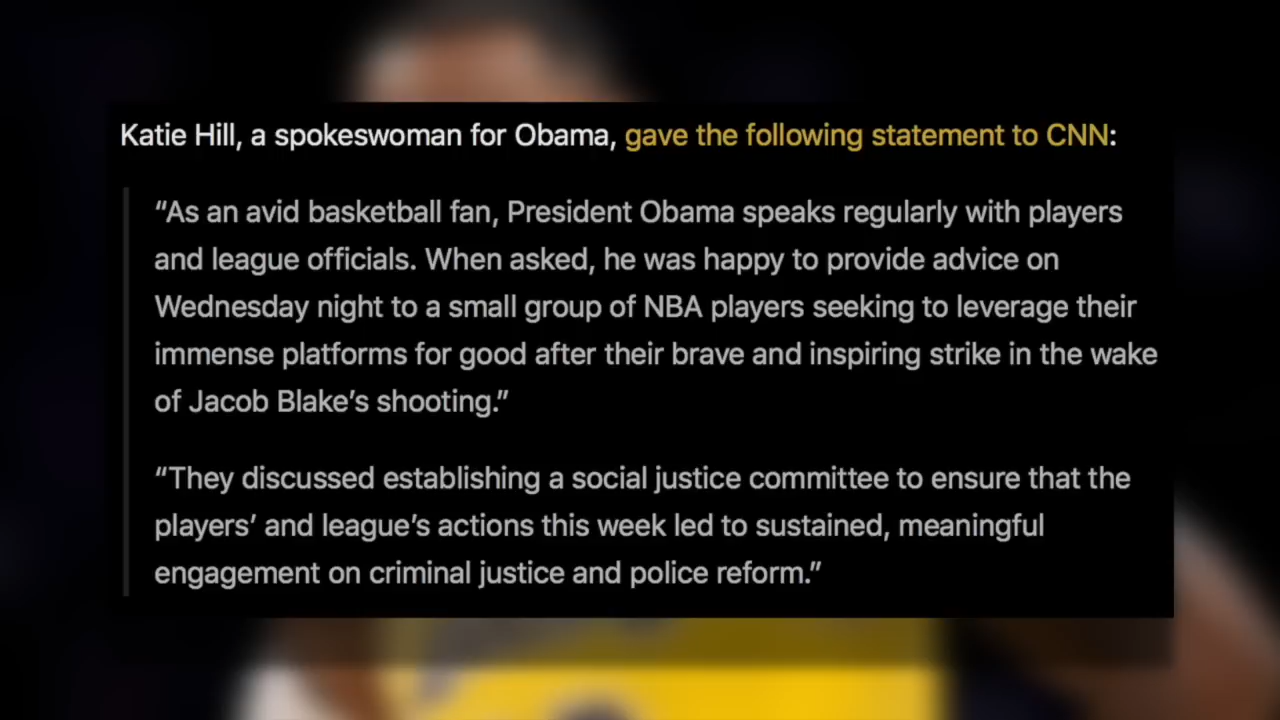 Katie Hill, a spokeswoman for Obama, gave the following statement to CNN:
“As an avid basketball fan, President Obama speaks regularly with players
and league officials. When asked, he was happy to provide advice on
Wednesday night to a small group of NBA players seeking to leverage their
immense platforms for good after their brave and inspiring strike in the wake
of Jacob Blake’s shooting.”
“They discussed establishing a social justice committee to ensure that the
players’ and league’s actions this week led to sustained, meaningful
engagement on criminal justice and police reform.”